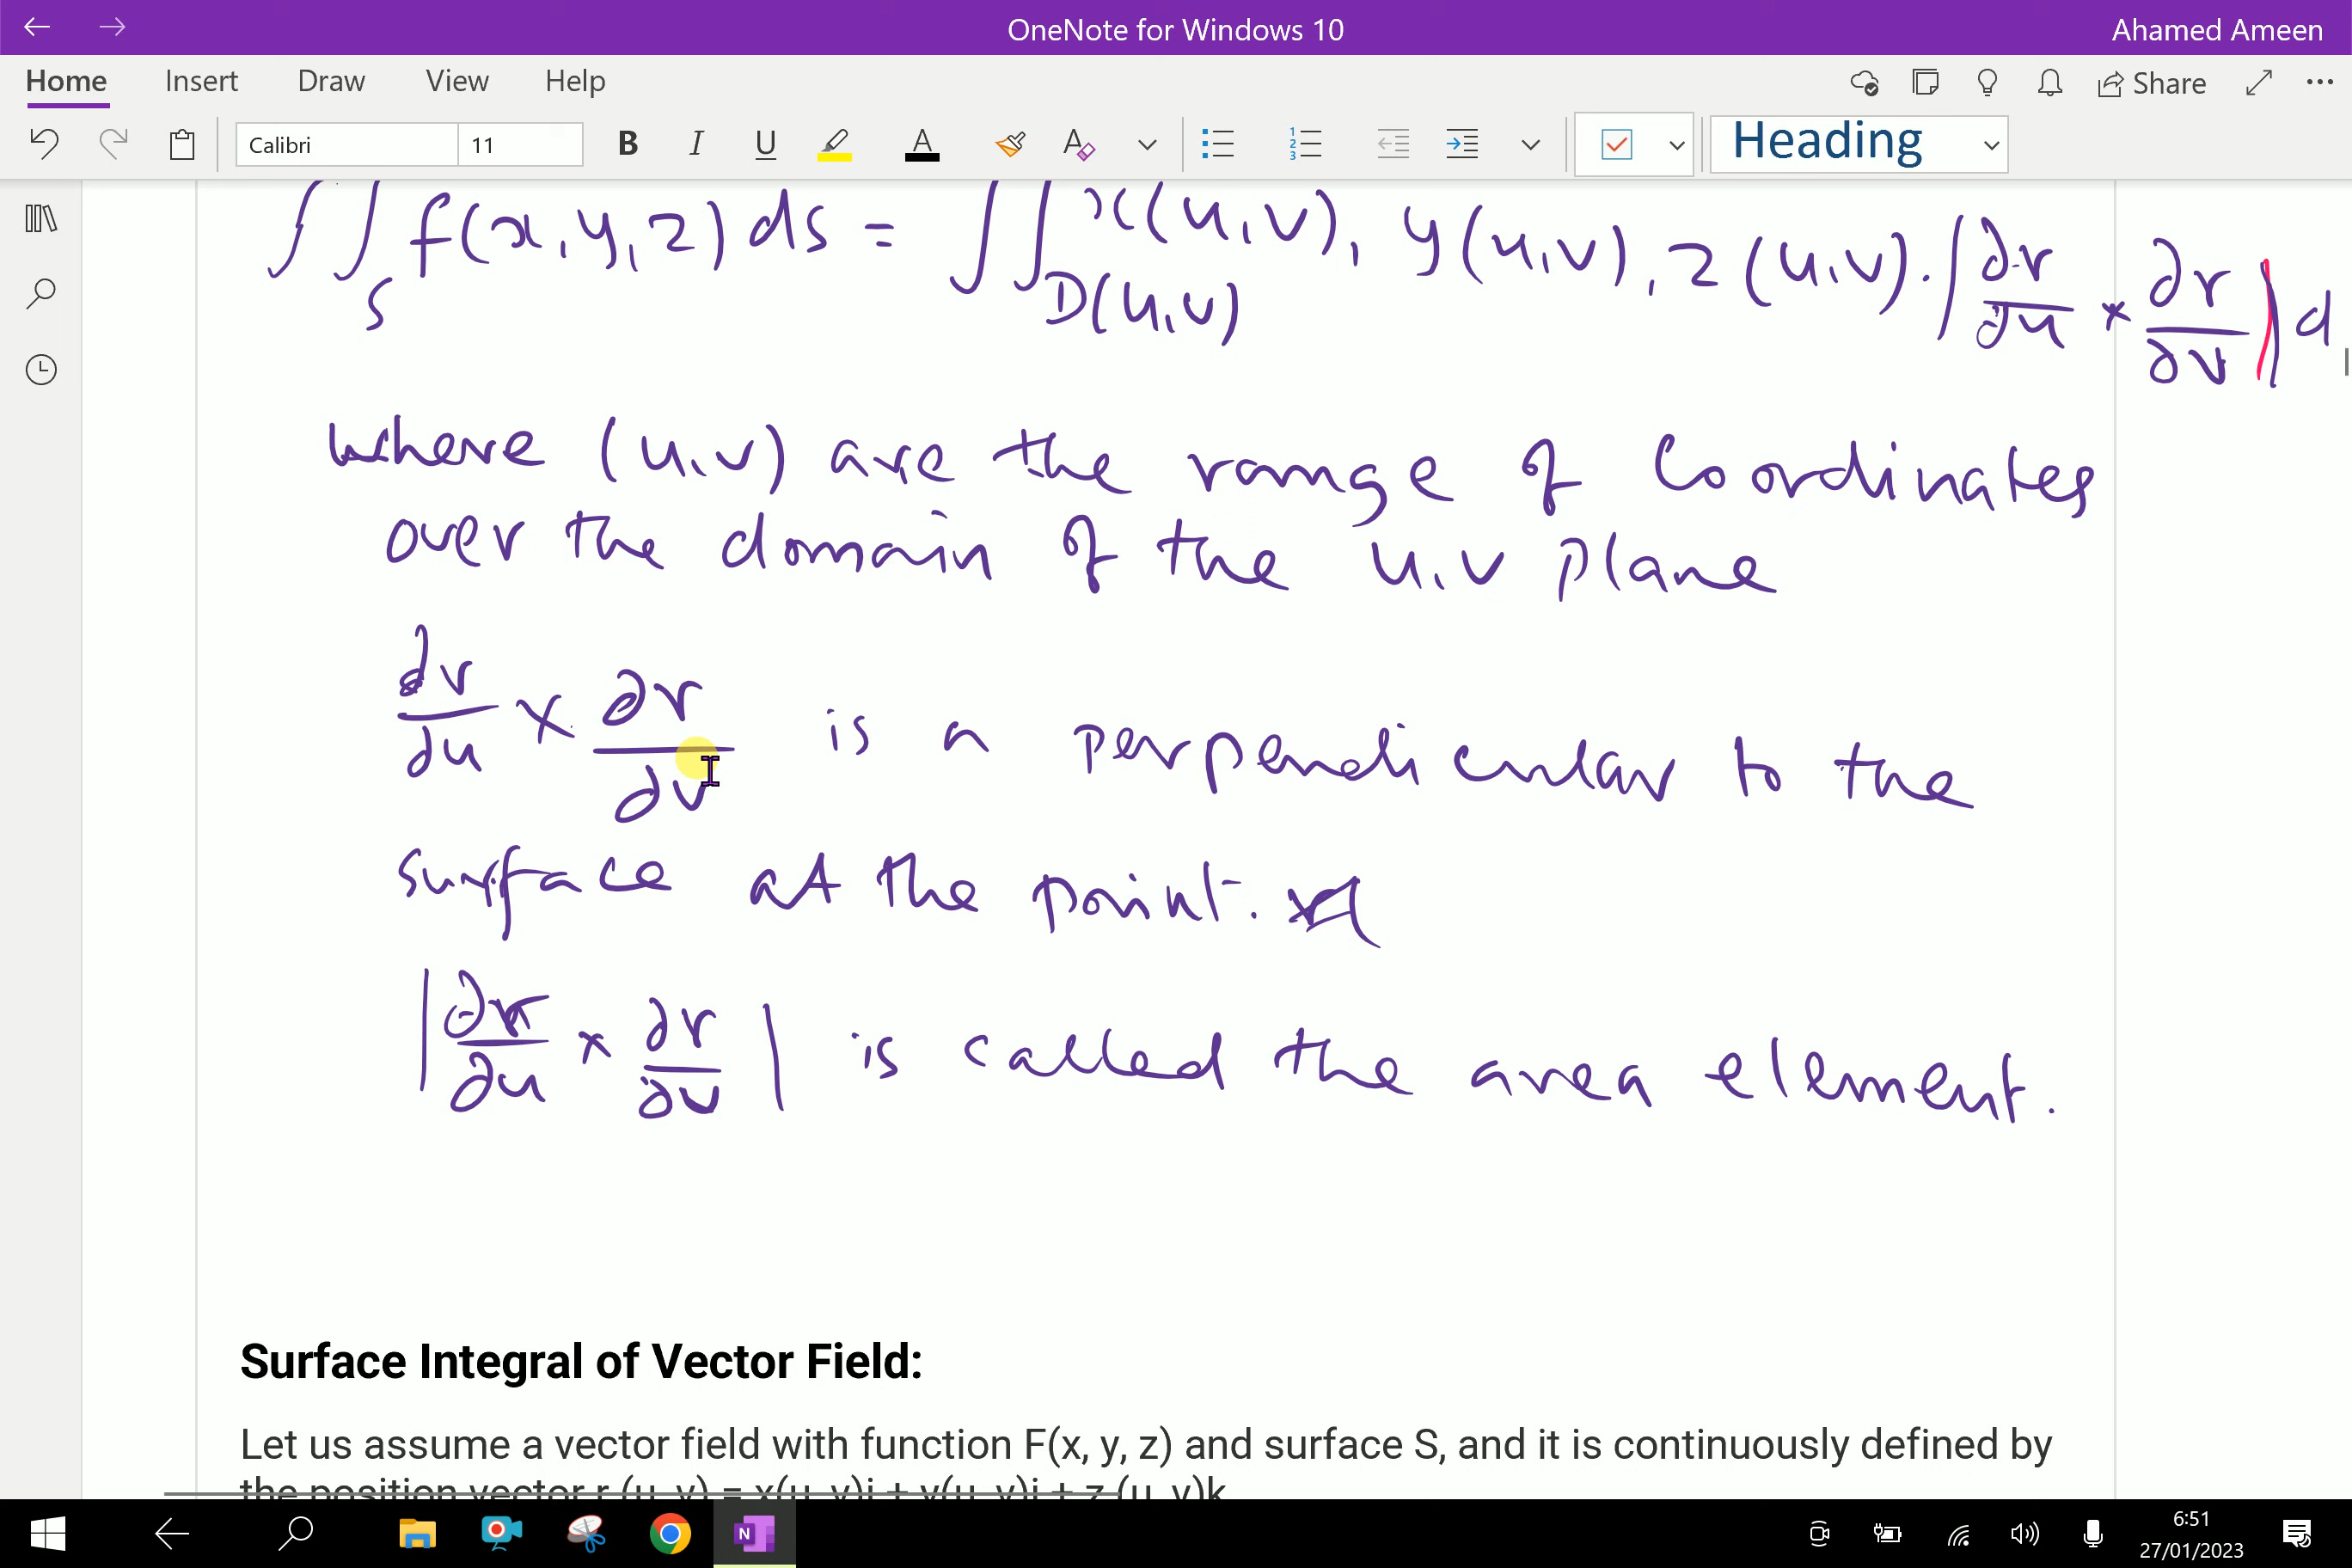 OneNote for Windows 10
Ahamed Ameen
Home Insert Draw View Help Share
Calibri 11 B I U A A Heading
∫∫_S f(x,y,z) ds = ∫∫_D(u,v) x(u,v), y(u,v), z(u,v). |∂r/∂u × ∂r/∂v| d
where (u,v) are the range of coordinates
over the domain of the u,v plane
∂r/∂u × ∂r/∂v is a perpendicular to the
surface at the point.
|∂r/∂u × ∂r/∂v| is called the area element.
Surface Integral of Vector Field:
Let us assume a vector field with function F(x, y, z) and surface S, and it is continuously defined by
the position vector r (u, v) = x(u, v)i + y(u, v)j + z (u, v)k
6:51
27/01/2023